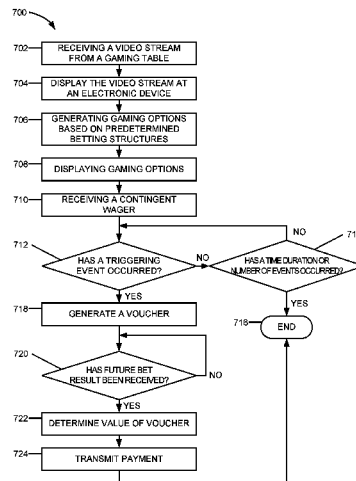 700
702
RECEIVING A VIDEO STREAM
FROM A GAMING TABLE
704
DISPLAY THE VIDEO STREAM AT
AN ELECTRONIC DEVICE
706
GENERATING GAMING OPTIONS
BASED ON PREDETERMINED
BETTING STRUCTURES
708
DISPLAYING GAMING OPTIONS
710
RECEIVING A CONTINGENT
WAGER
NO
712
HAS A TRIGGERING
EVENT OCCURRED?
NO
HAS A TIME DURATION OR
NUMBER OF EVENTS OCCURRED?
YES
YES
718
GENERATE A VOUCHER
716
END
720
HAS FUTURE BET
RESULT BEEN RECEIVED?
NO
YES
722
DETERMINE VALUE OF VOUCHER
724
TRANSMIT PAYMENT